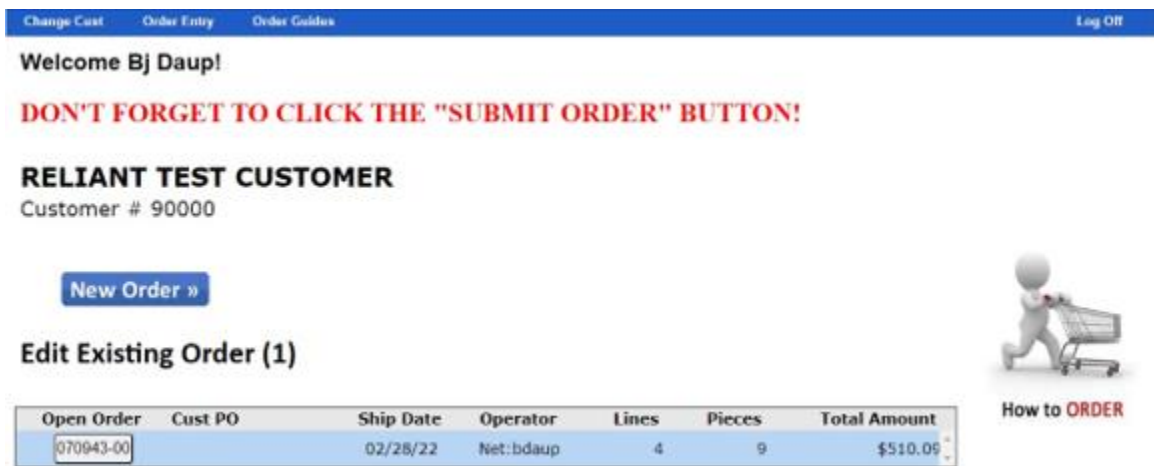 Change Cust Order Entry Order Guides Log Off
Welcome Bj Daup!
DON'T FORGET TO CLICK THE "SUBMIT ORDER" BUTTON!
RELIANT TEST CUSTOMER
Customer # 90000
New Order »
Edit Existing Order (1)
How to ORDER
Open Order Cust PO Ship Date Operator Lines Pieces Total Amount
070943-00 02/28/22 Net:bdaup 4 9 $510.09